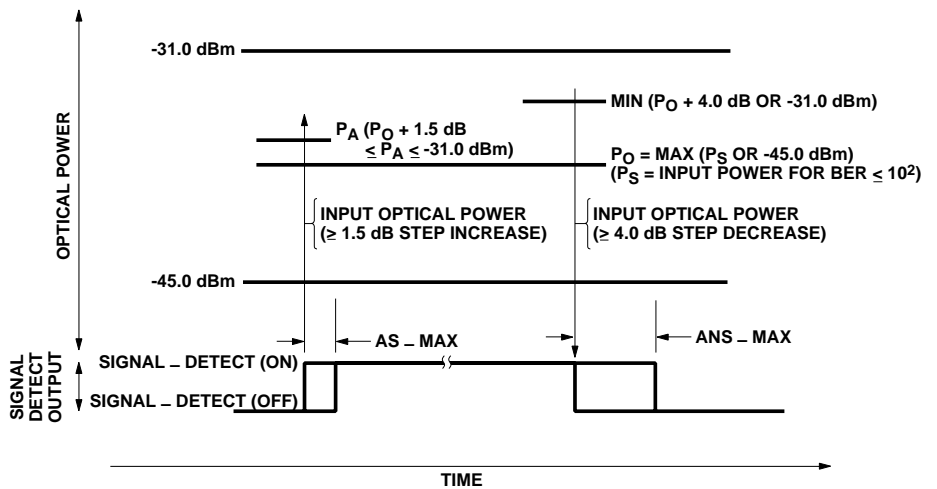 -31.0 dBm
MIN (PO + 4.0 dB OR -31.0 dBm)
PA (PO + 1.5 dB
≤ PA ≤ -31.0 dBm)
PO = MAX (PS OR -45.0 dBm)
(PS = INPUT POWER FOR BER ≤ 10²)
OPTICAL POWER
INPUT OPTICAL POWER
(≥ 1.5 dB STEP INCREASE)
INPUT OPTICAL POWER
(≥ 4.0 dB STEP DECREASE)
-45.0 dBm
AS – MAX
ANS – MAX
SIGNAL
DETECT
OUTPUT
SIGNAL – DETECT (ON)
SIGNAL – DETECT (OFF)
TIME